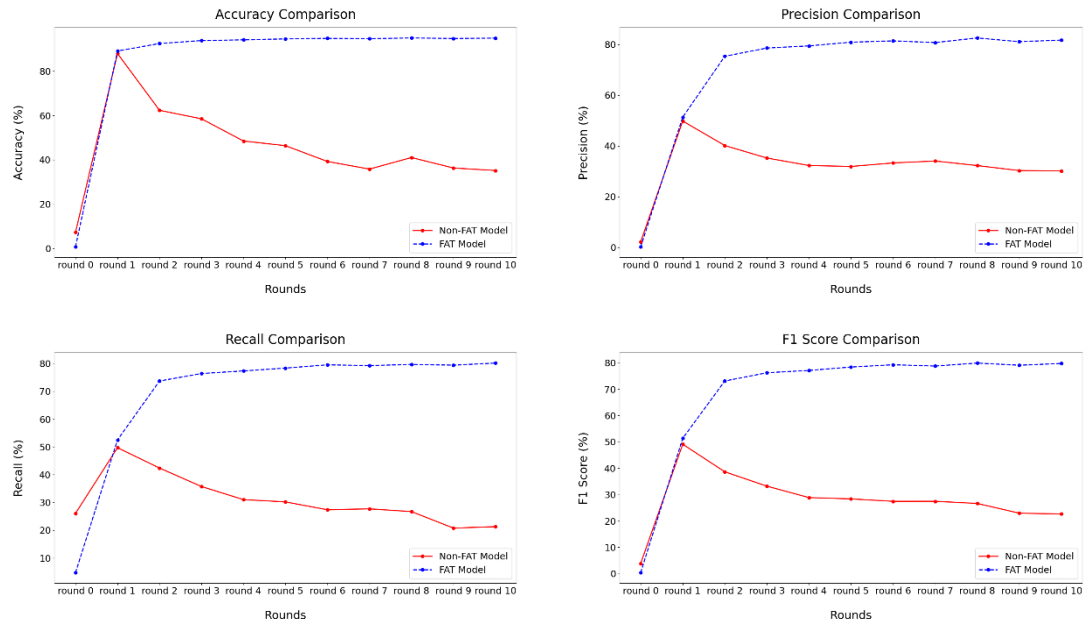 Accuracy Comparison
Accuracy (%)
80
60
40
20
0
Non-FAT Model
FAT Model
round 0 round 1 round 2 round 3 round 4 round 5 round 6 round 7 round 8 round 9 round 10
Rounds
Precision Comparison
Precision (%)
80
60
40
20
0
Non-FAT Model
FAT Model
round 0 round 1 round 2 round 3 round 4 round 5 round 6 round 7 round 8 round 9 round 10
Rounds
Recall Comparison
Recall (%)
80
70
60
50
40
30
20
10
Non-FAT Model
FAT Model
round 0 round 1 round 2 round 3 round 4 round 5 round 6 round 7 round 8 round 9 round 10
Rounds
F1 Score Comparison
F1 Score (%)
80
70
60
50
40
30
20
10
0
Non-FAT Model
FAT Model
round 0 round 1 round 2 round 3 round 4 round 5 round 6 round 7 round 8 round 9 round 10
Rounds